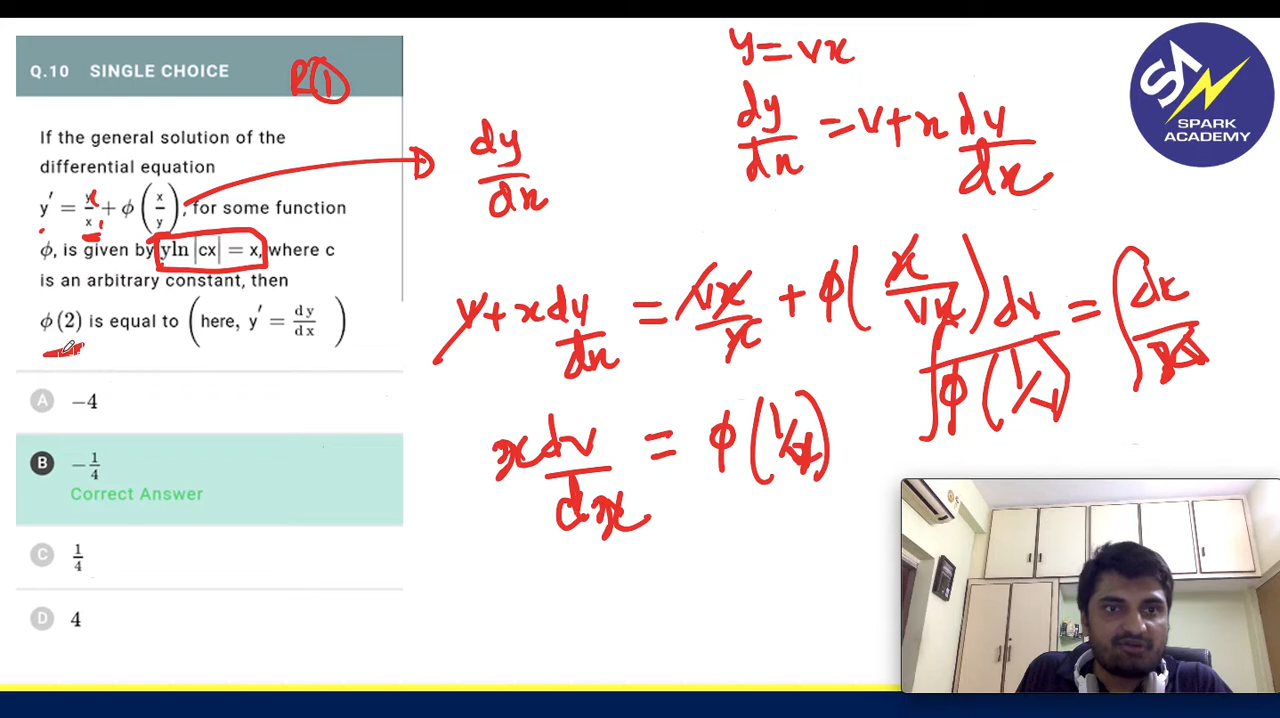 Q.10 SINGLE CHOICE
R 1
If the general solution of the
differential equation
y′ = y/x + ϕ (x/y), for some function
ϕ, is given by yln |cx| = x, where c
is an arbitrary constant, then
ϕ (2) is equal to (here, y′ = dy/dx)
A −4
B −1/4
Correct Answer
C 1/4
D 4
dy/dx
y = vx
dy/dx = v + x dv/dx
v + x dv/dx = vx/x + ϕ(x/vx)
x dv/dx = ϕ(1/v)
∫ dv/ϕ(1/v) = ∫ dx/x
SA
SPARK
ACADEMY